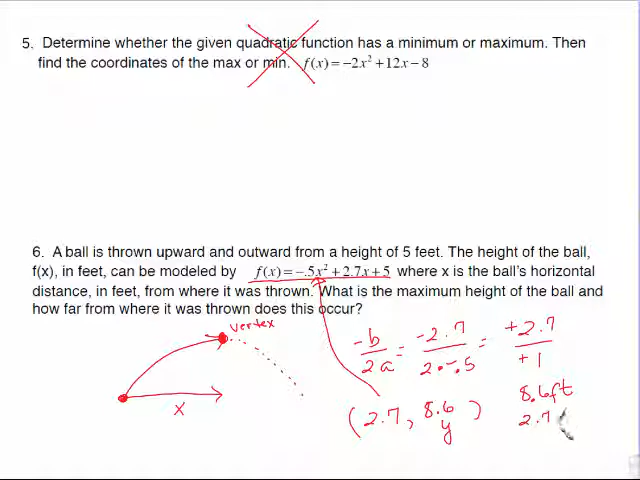 5. Determine whether the given quadratic function has a minimum or maximum. Then
find the coordinates of the max or min. f(x)=−2x²+12x−8
6. A ball is thrown upward and outward from a height of 5 feet. The height of the ball,
f(x), in feet, can be modeled by f(x)=−.5x²+2.7x+5 where x is the ball's horizontal
distance, in feet, from where it was thrown. What is the maximum height of the ball and
how far from where it was thrown does this occur?
vertex
x
-b/2a = -2.7/2·-.5 = +2.7/+1
(2.7, 8.6)
y
8.6ft
2.7